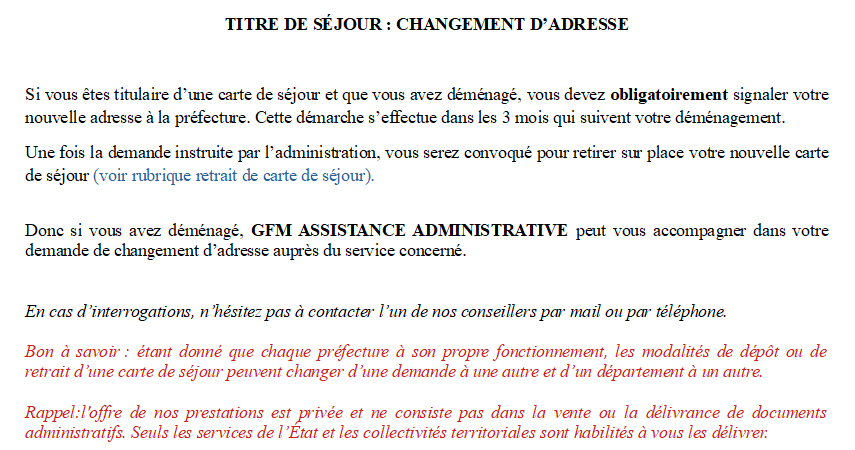 TITRE DE SÉJOUR : CHANGEMENT D’ADRESSE
Si vous êtes titulaire d’une carte de séjour et que vous avez déménagé, vous devez obligatoirement signaler votre
nouvelle adresse à la préfecture. Cette démarche s’effectue dans les 3 mois qui suivent votre déménagement.
Une fois la demande instruite par l’administration, vous serez convoqué pour retirer sur place votre nouvelle carte
de séjour (voir rubrique retrait de carte de séjour).
Donc si vous avez déménagé, GFM ASSISTANCE ADMINISTRATIVE peut vous accompagner dans votre
demande de changement d’adresse auprès du service concerné.
En cas d’interrogations, n’hésitez pas à contacter l’un de nos conseillers par mail ou par téléphone.
Bon à savoir : étant donné que chaque préfecture à son propre fonctionnement, les modalités de dépôt ou de
retrait d’une carte de séjour peuvent changer d’une demande à une autre et d’un département à un autre.
Rappel:l'offre de nos prestations est privée et ne consiste pas dans la vente ou la délivrance de documents
administratifs. Seuls les services de l’État et les collectivités territoriales sont habilités à vous les délivrer.